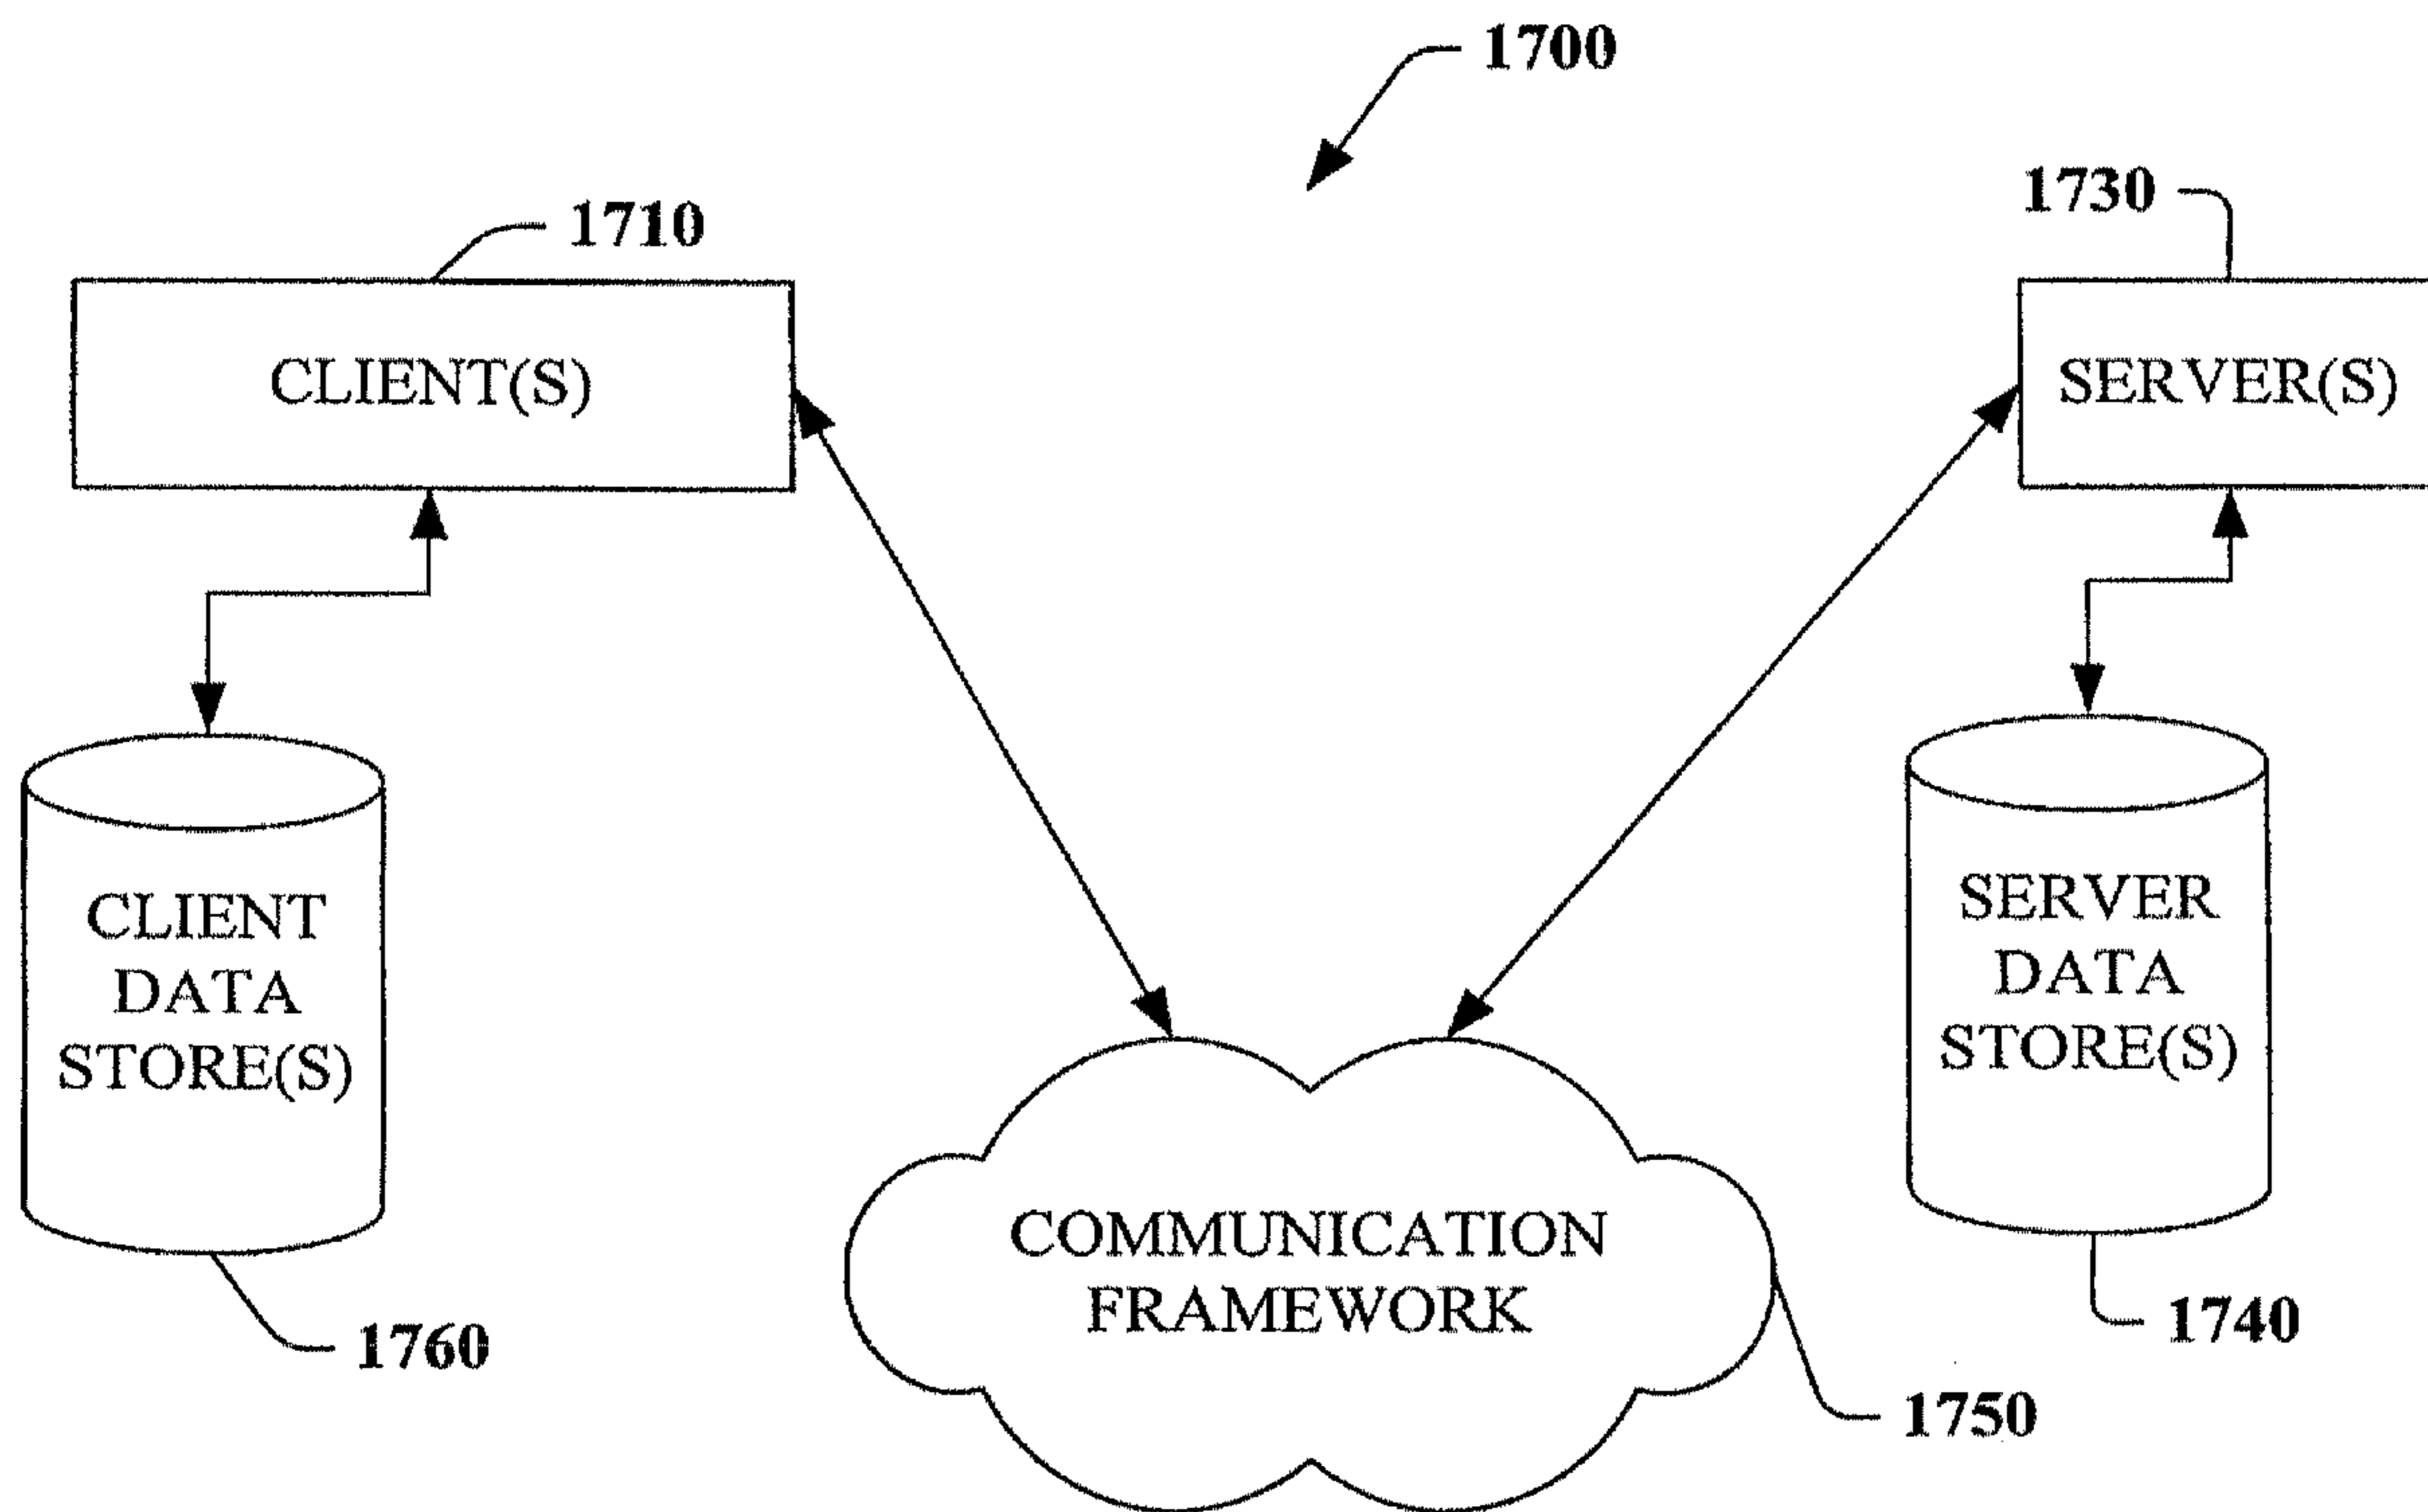 1700
1710
1730
CLIENT(S)
SERVER(S)
CLIENT
DATA
STORE(S)
SERVER
DATA
STORE(S)
COMMUNICATION
FRAMEWORK
1760
1740
1750